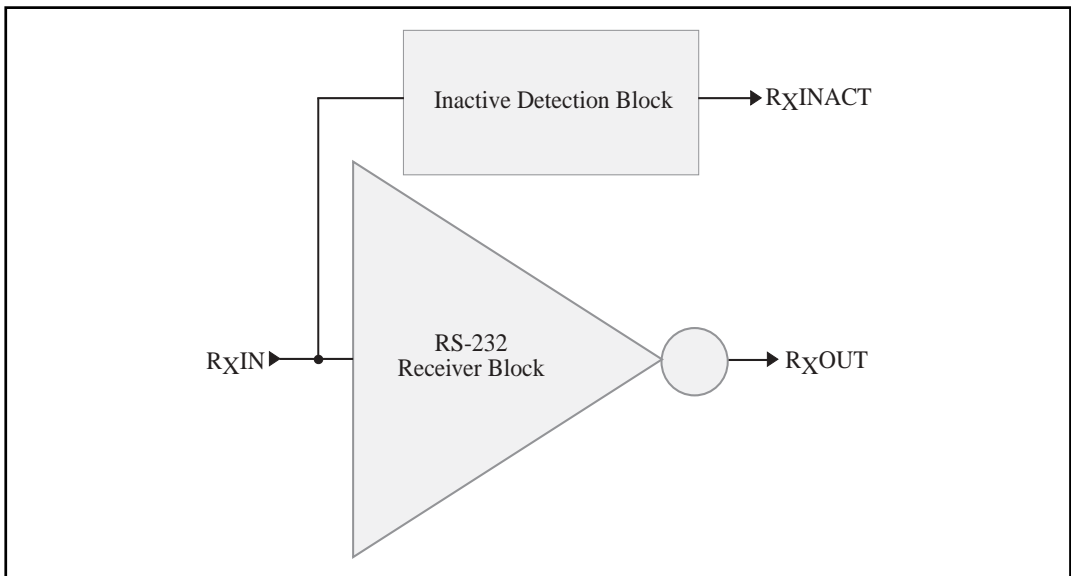 Inactive Detection Block
RXINACT
RS-232
Receiver Block
RXIN
RXOUT